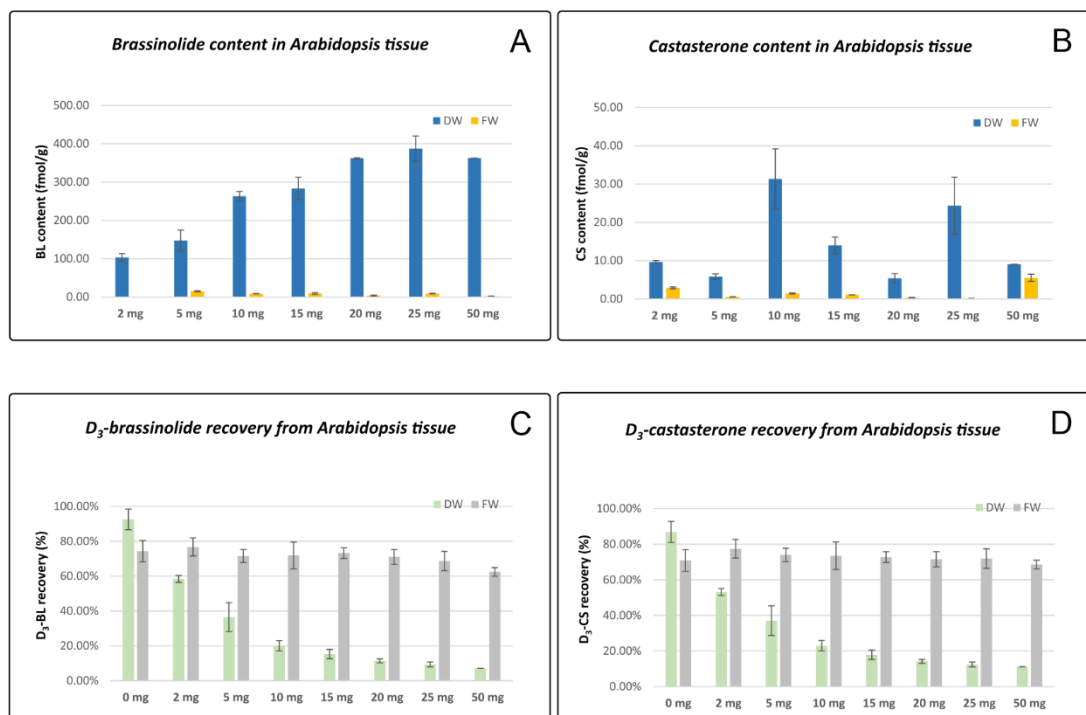 Brassinolide content in Arabidopsis tissue
A
DW FW
BL content (fmol/g)
500.00
400.00
300.00
200.00
100.00
0.00
2 mg 5 mg 10 mg 15 mg 20 mg 25 mg 50 mg
Castasterone content in Arabidopsis tissue
B
DW FW
CS content (fmol/g)
50.00
40.00
30.00
20.00
10.00
0.00
2 mg 5 mg 10 mg 15 mg 20 mg 25 mg 50 mg
D₃-brassinolide recovery from Arabidopsis tissue
C
DW FW
D₃-BL recovery (%)
100.00%
80.00%
60.00%
40.00%
20.00%
0.00%
0 mg 2 mg 5 mg 10 mg 15 mg 20 mg 25 mg 50 mg
D₃-castasterone recovery from Arabidopsis tissue
D
DW FW
D₃-CS recovery (%)
100.00%
80.00%
60.00%
40.00%
20.00%
0.00%
0 mg 2 mg 5 mg 10 mg 15 mg 20 mg 25 mg 50 mg